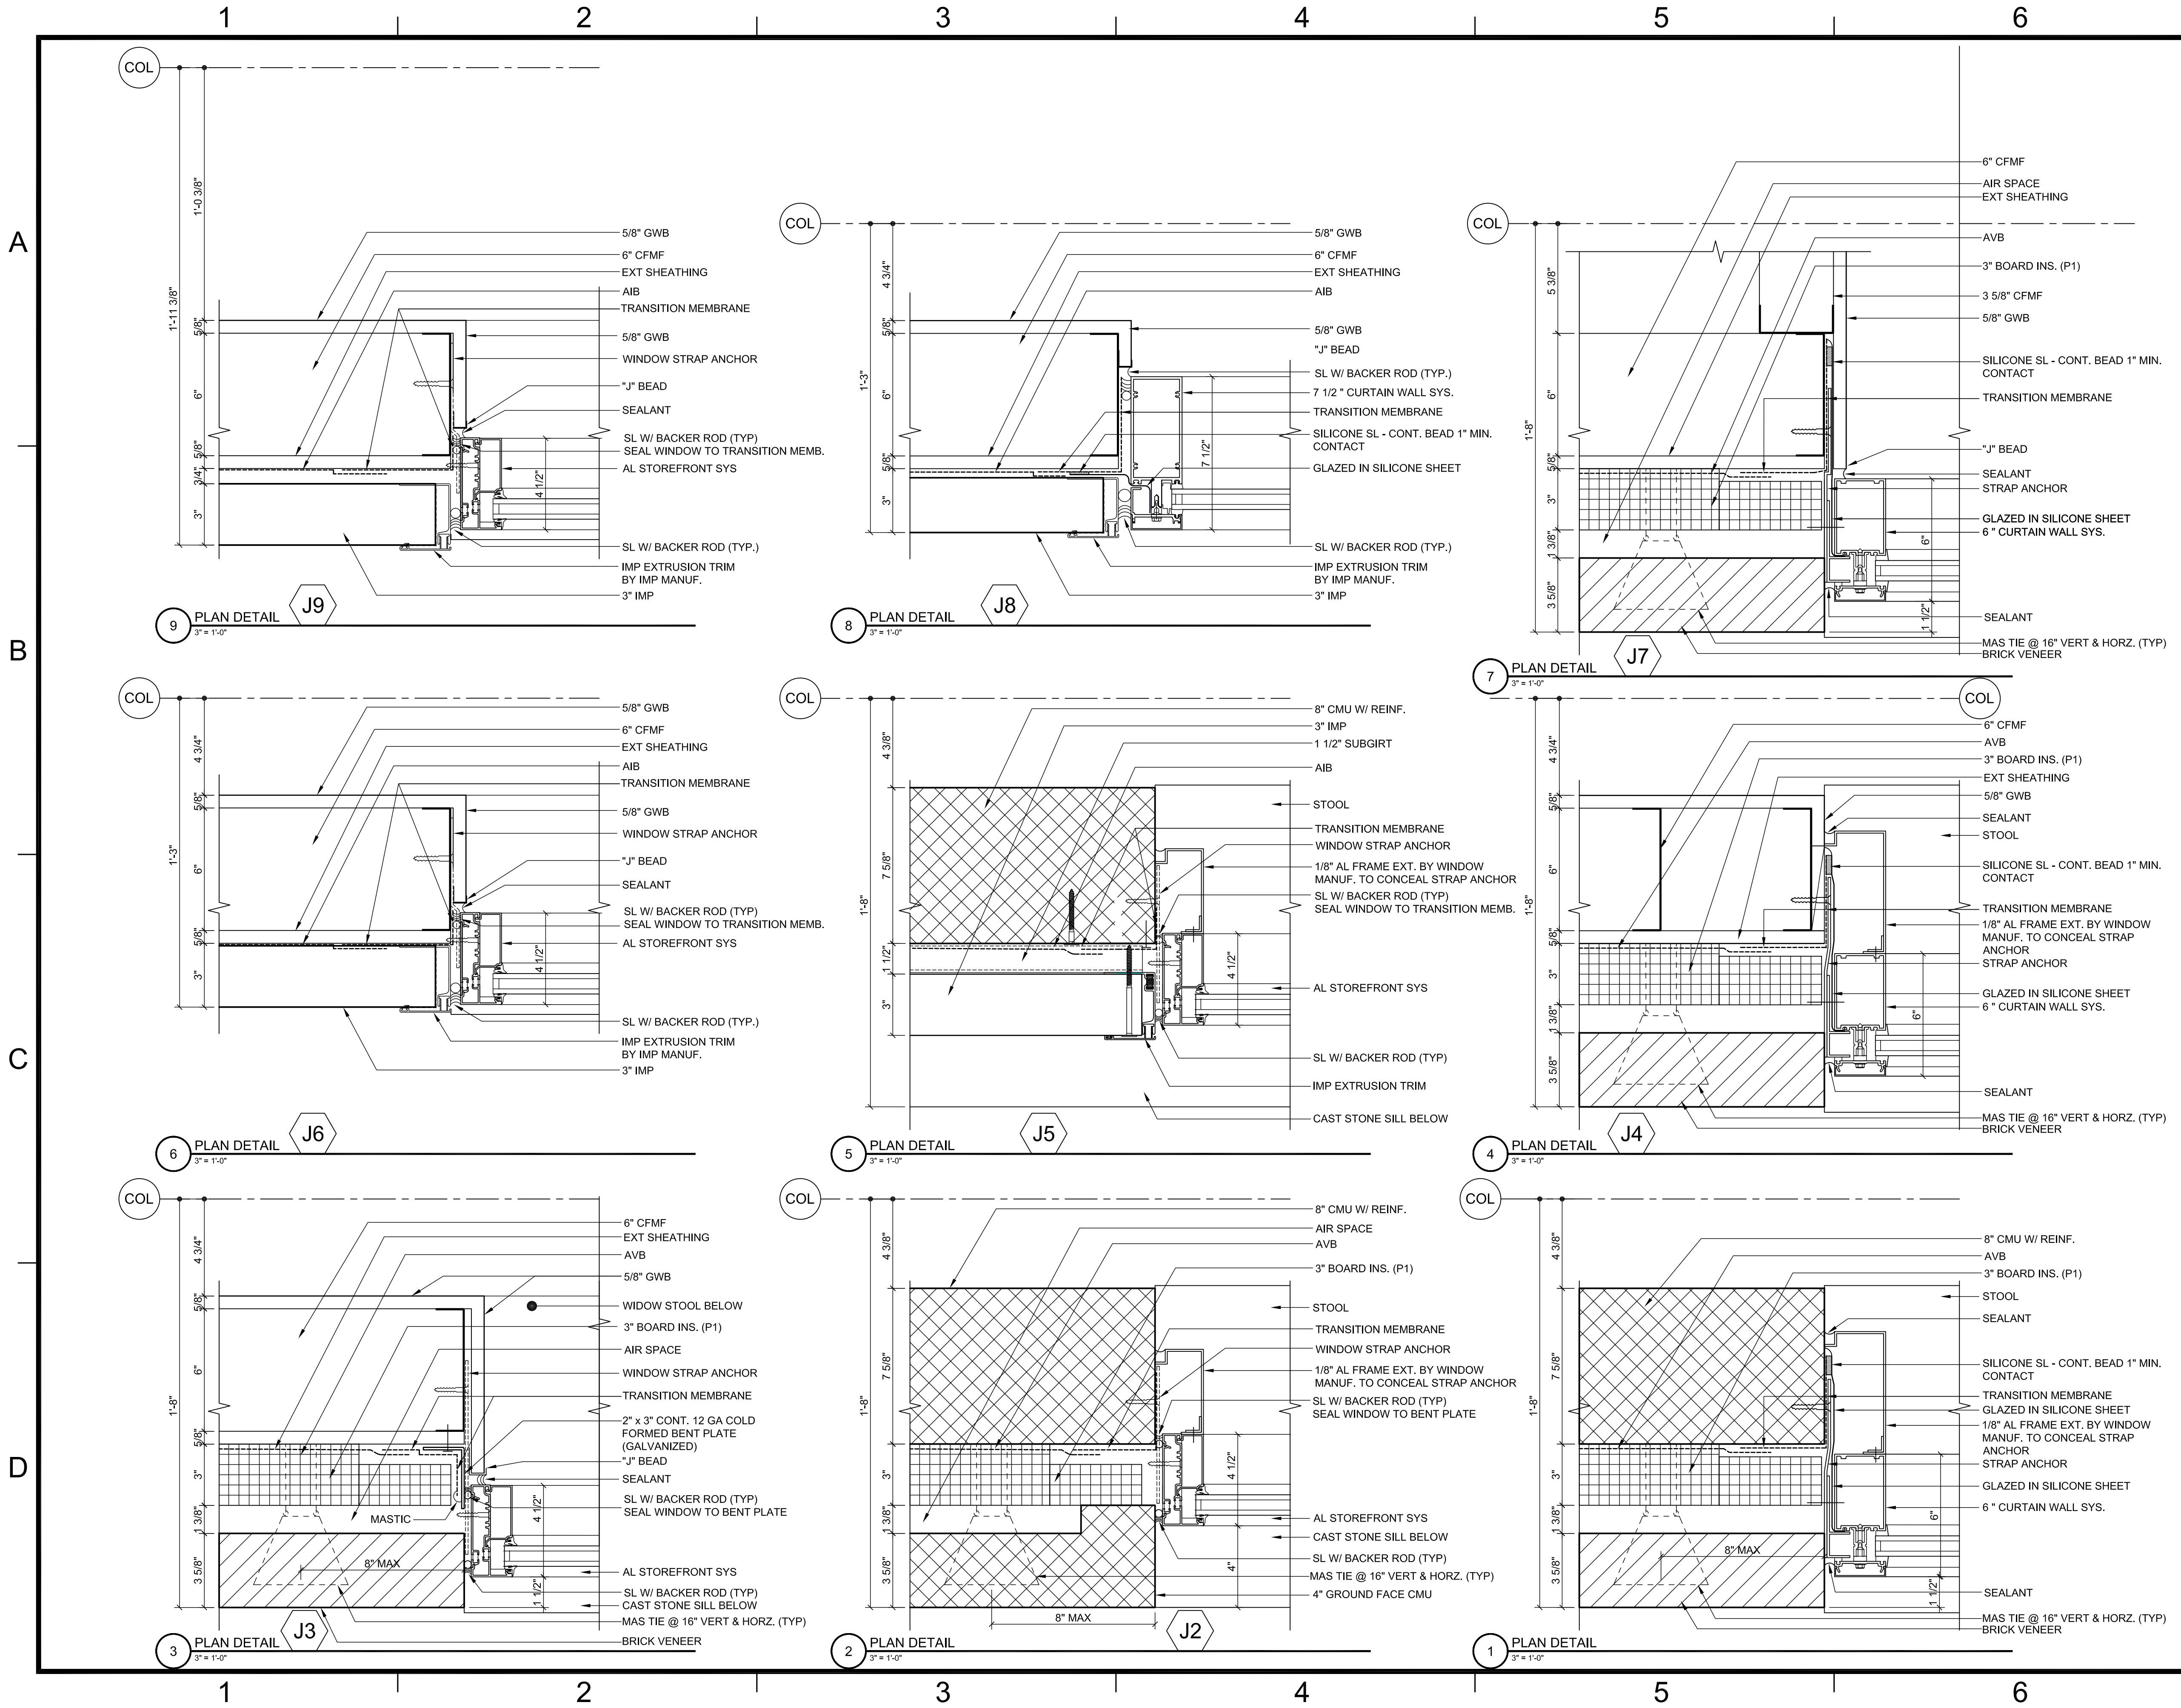 1 2 3 4 5 6
A
B
C
D
COL
1'-11 3/8"
1'-0 3/8"
5/8"
6"
5/8"
3/4"
3"
4 1/2"
5/8" GWB
6" CFMF
EXT SHEATHING
AIB
TRANSITION MEMBRANE
5/8" GWB
WINDOW STRAP ANCHOR
"J" BEAD
SEALANT
SL W/ BACKER ROD (TYP)
SEAL WINDOW TO TRANSITION MEMB.
AL STOREFRONT SYS
SL W/ BACKER ROD (TYP.)
IMP EXTRUSION TRIM
BY IMP MANUF.
3" IMP
9 PLAN DETAIL J9
3" = 1'-0"
COL
1'-3"
4 3/4"
5/8"
6"
5/8"
3"
7 1/2"
5/8" GWB
6" CFMF
EXT SHEATHING
AIB
5/8" GWB
"J" BEAD
SL W/ BACKER ROD (TYP.)
7 1/2 " CURTAIN WALL SYS.
TRANSITION MEMBRANE
SILICONE SL - CONT. BEAD 1" MIN.
CONTACT
GLAZED IN SILICONE SHEET
SL W/ BACKER ROD (TYP.)
IMP EXTRUSION TRIM
BY IMP MANUF.
3" IMP
8 PLAN DETAIL J8
3" = 1'-0"
COL
1'-8"
5 3/8"
6"
5/8"
3"
1 3/8"
3 5/8"
6"
1 1/2"
6" CFMF
AIR SPACE
EXT SHEATHING
AVB
3" BOARD INS. (P1)
3 5/8" CFMF
5/8" GWB
SILICONE SL - CONT. BEAD 1" MIN.
CONTACT
TRANSITION MEMBRANE
"J" BEAD
SEALANT
STRAP ANCHOR
GLAZED IN SILICONE SHEET
6 " CURTAIN WALL SYS.
SEALANT
MAS TIE @ 16" VERT & HORZ. (TYP)
BRICK VENEER
7 PLAN DETAIL J7
3" = 1'-0"
COL
1'-3"
4 3/4"
5/8"
6"
5/8"
3"
4 1/2"
5/8" GWB
6" CFMF
EXT SHEATHING
AIB
TRANSITION MEMBRANE
5/8" GWB
WINDOW STRAP ANCHOR
"J" BEAD
SEALANT
SL W/ BACKER ROD (TYP)
SEAL WINDOW TO TRANSITION MEMB.
AL STOREFRONT SYS
SL W/ BACKER ROD (TYP.)
IMP EXTRUSION TRIM
BY IMP MANUF.
3" IMP
6 PLAN DETAIL J6
3" = 1'-0"
COL
1'-8"
4 3/8"
7 5/8"
1 1/2"
3"
4 1/2"
8" CMU W/ REINF.
3" IMP
1 1/2" SUBGIRT
AIB
STOOL
TRANSITION MEMBRANE
WINDOW STRAP ANCHOR
1/8" AL FRAME EXT. BY WINDOW
MANUF. TO CONCEAL STRAP ANCHOR
SL W/ BACKER ROD (TYP)
SEAL WINDOW TO TRANSITION MEMB.
AL STOREFRONT SYS
SL W/ BACKER ROD (TYP)
IMP EXTRUSION TRIM
CAST STONE SILL BELOW
5 PLAN DETAIL J5
3" = 1'-0"
COL
1'-8"
4 3/4"
5/8"
6"
5/8"
3"
1 3/8"
3 5/8"
6"
6" CFMF
AVB
3" BOARD INS. (P1)
EXT SHEATHING
5/8" GWB
SEALANT
STOOL
SILICONE SL - CONT. BEAD 1" MIN.
CONTACT
TRANSITION MEMBRANE
1/8" AL FRAME EXT. BY WINDOW
MANUF. TO CONCEAL STRAP
ANCHOR
STRAP ANCHOR
GLAZED IN SILICONE SHEET
6 " CURTAIN WALL SYS.
SEALANT
MAS TIE @ 16" VERT & HORZ. (TYP)
BRICK VENEER
4 PLAN DETAIL J4
3" = 1'-0"
COL
1'-8"
4 3/4"
5/8"
6"
5/8"
3"
1 3/8"
3 5/8"
4 1/2"
1 1/2"
MASTIC
8" MAX
6" CFMF
EXT SHEATHING
AVB
5/8" GWB
WIDOW STOOL BELOW
3" BOARD INS. (P1)
AIR SPACE
WINDOW STRAP ANCHOR
TRANSITION MEMBRANE
2" x 3" CONT. 12 GA COLD
FORMED BENT PLATE
(GALVANIZED)
"J" BEAD
SEALANT
SL W/ BACKER ROD (TYP)
SEAL WINDOW TO BENT PLATE
AL STOREFRONT SYS
SL W/ BACKER ROD (TYP)
CAST STONE SILL BELOW
MAS TIE @ 16" VERT & HORZ. (TYP)
BRICK VENEER
3 PLAN DETAIL J3
3" = 1'-0"
COL
1'-8"
4 3/8"
7 5/8"
3"
1 3/8"
3 5/8"
4 1/2"
4"
8" MAX
8" CMU W/ REINF.
AIR SPACE
AVB
3" BOARD INS. (P1)
STOOL
TRANSITION MEMBRANE
WINDOW STRAP ANCHOR
1/8" AL FRAME EXT. BY WINDOW
MANUF. TO CONCEAL STRAP ANCHOR
SL W/ BACKER ROD (TYP)
SEAL WINDOW TO BENT PLATE
AL STOREFRONT SYS
CAST STONE SILL BELOW
SL W/ BACKER ROD (TYP)
MAS TIE @ 16" VERT & HORZ. (TYP)
4" GROUND FACE CMU
2 PLAN DETAIL J2
3" = 1'-0"
COL
1'-8"
4 3/8"
7 5/8"
3"
1 3/8"
3 5/8"
8" MAX
6"
1 1/2"
8" CMU W/ REINF.
AVB
3" BOARD INS. (P1)
STOOL
SEALANT
SILICONE SL - CONT. BEAD 1" MIN.
CONTACT
TRANSITION MEMBRANE
GLAZED IN SILICONE SHEET
1/8" AL FRAME EXT. BY WINDOW
MANUF. TO CONCEAL STRAP
ANCHOR
STRAP ANCHOR
GLAZED IN SILICONE SHEET
6 " CURTAIN WALL SYS.
SEALANT
MAS TIE @ 16" VERT & HORZ. (TYP)
BRICK VENEER
1 PLAN DETAIL
3" = 1'-0"
1 2 3 4 5 6